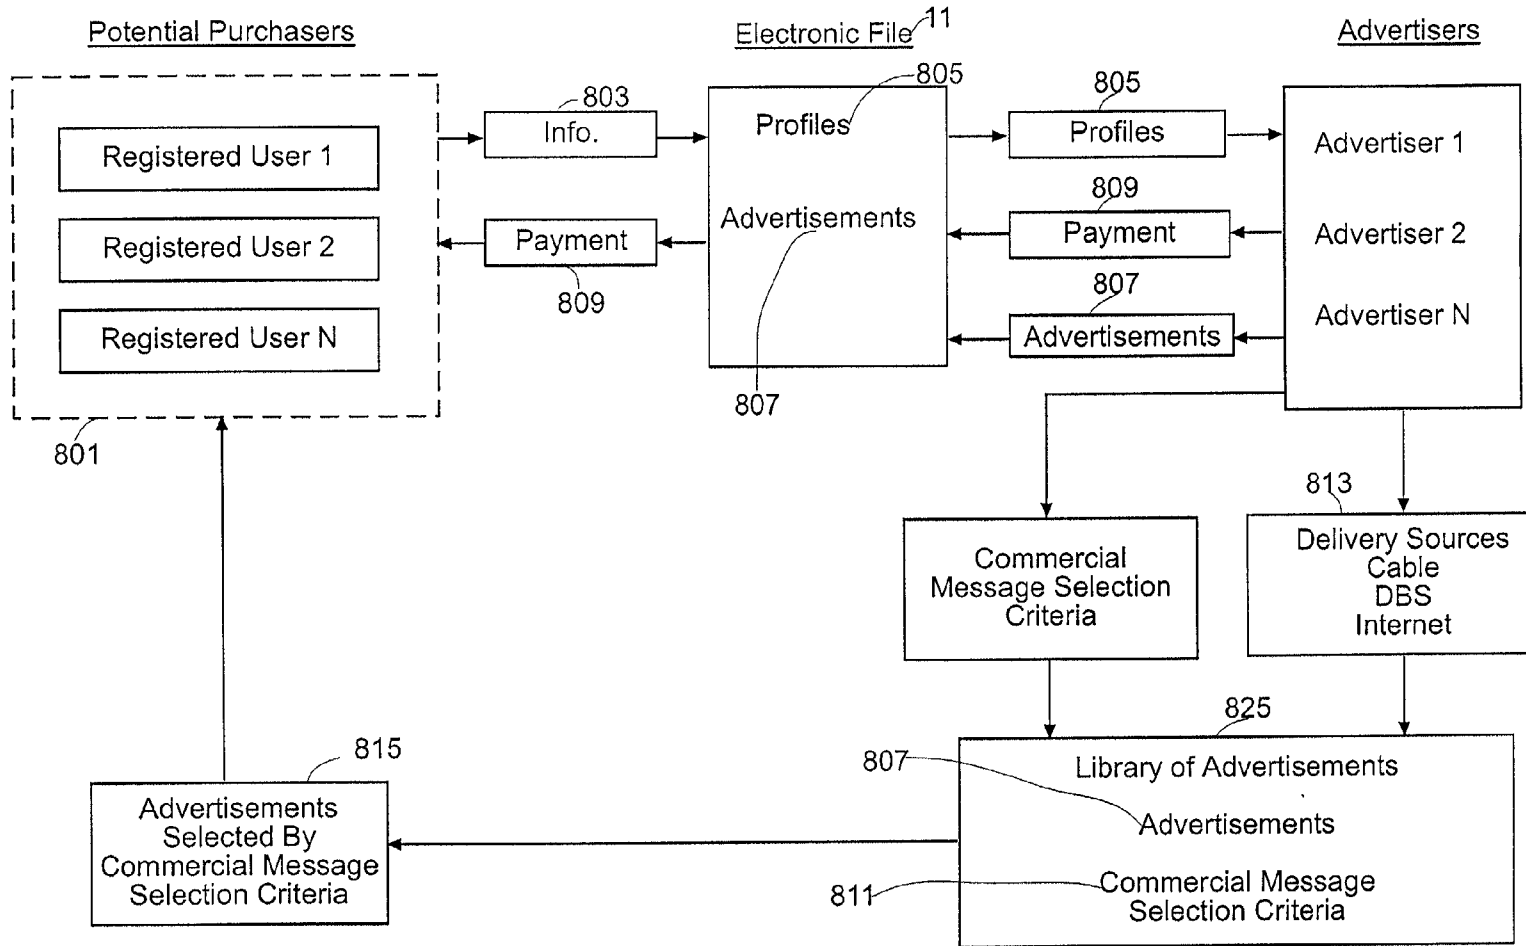 Potential Purchasers
Electronic File
11
Advertisers
Registered User 1
Registered User 2
Registered User N
801
803
Info.
Payment
809
805
Profiles
Advertisements
807
805
Profiles
809
Payment
807
Advertisements
Advertiser 1
Advertiser 2
Advertiser N
Commercial
Message Selection
Criteria
813
Delivery Sources
Cable
DBS
Internet
825
Library of Advertisements
807
Advertisements
811
Commercial Message
Selection Criteria
815
Advertisements
Selected By
Commercial Message
Selection Criteria